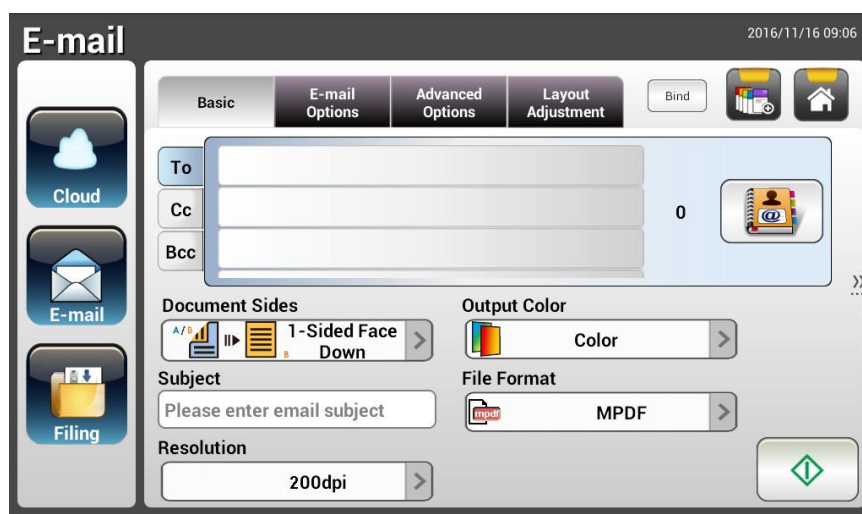 E-mail
2016/11/16 09:06
Basic
E-mail
Options
Advanced
Options
Layout
Adjustment
Bind
Cloud
E-mail
Filing
To
Cc
Bcc
0
@
Document Sides
A/B
1-Sided Face
Down
B
Output Color
Color
Subject
Please enter email subject
File Format
mpdf
MPDF
Resolution
200dpi